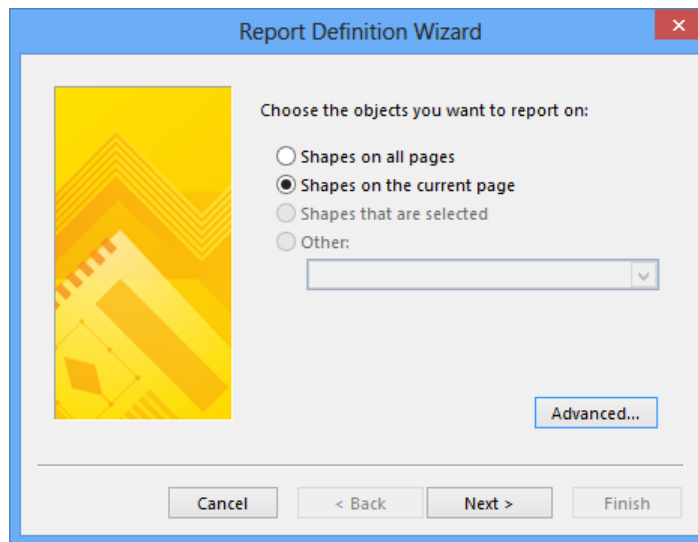 Report Definition Wizard
Choose the objects you want to report on:
Shapes on all pages
Shapes on the current page
Shapes that are selected
Other:
Advanced...
Cancel
< Back
Next >
Finish